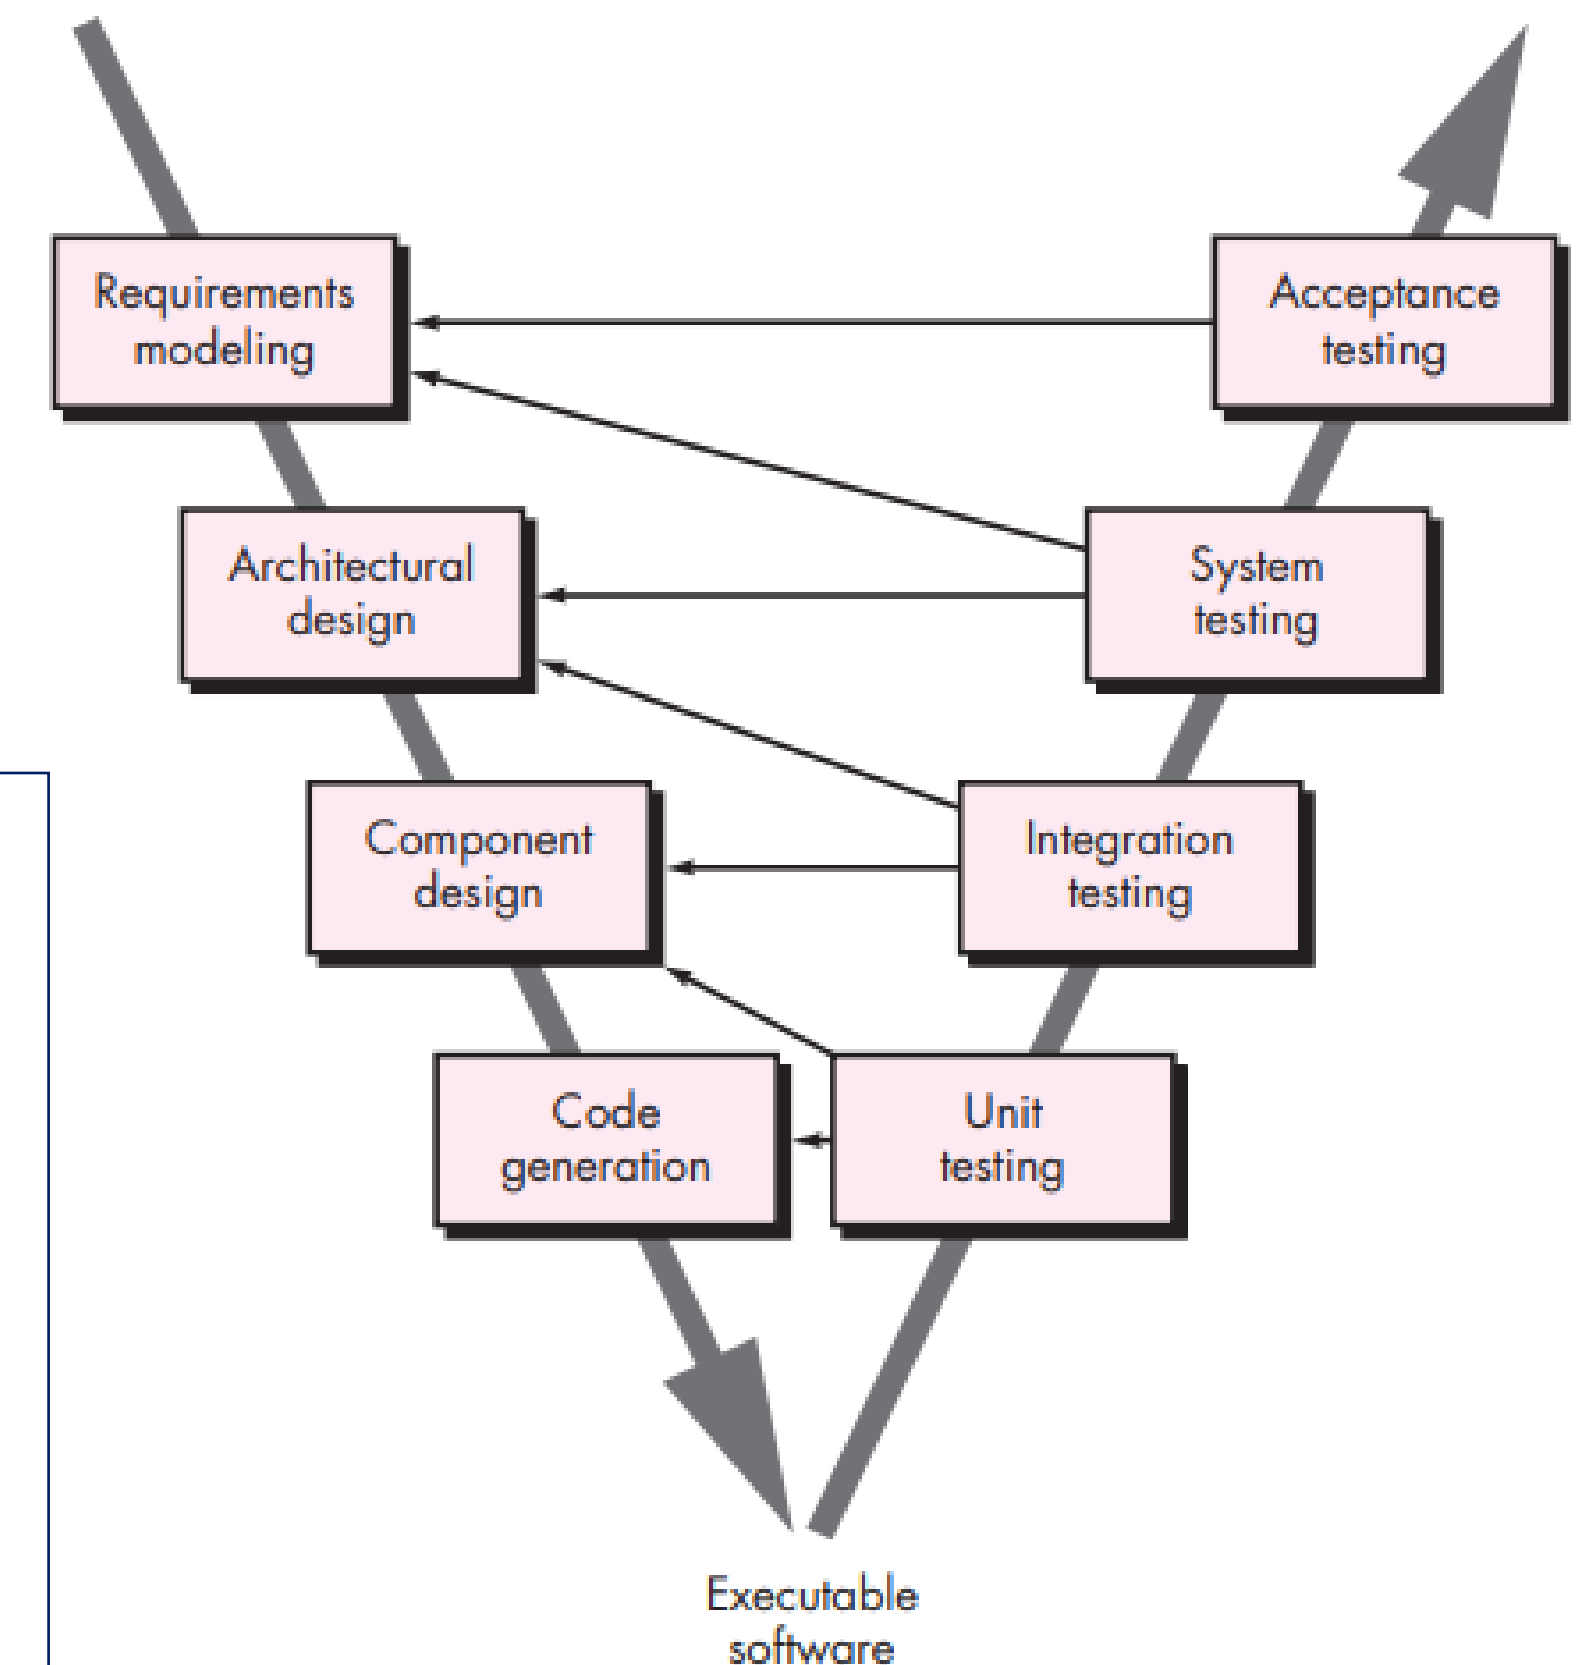 Requirements
modeling
Acceptance
testing
Architectural
design
System
testing
Component
design
Integration
testing
Code
generation
Unit
testing
Executable
software